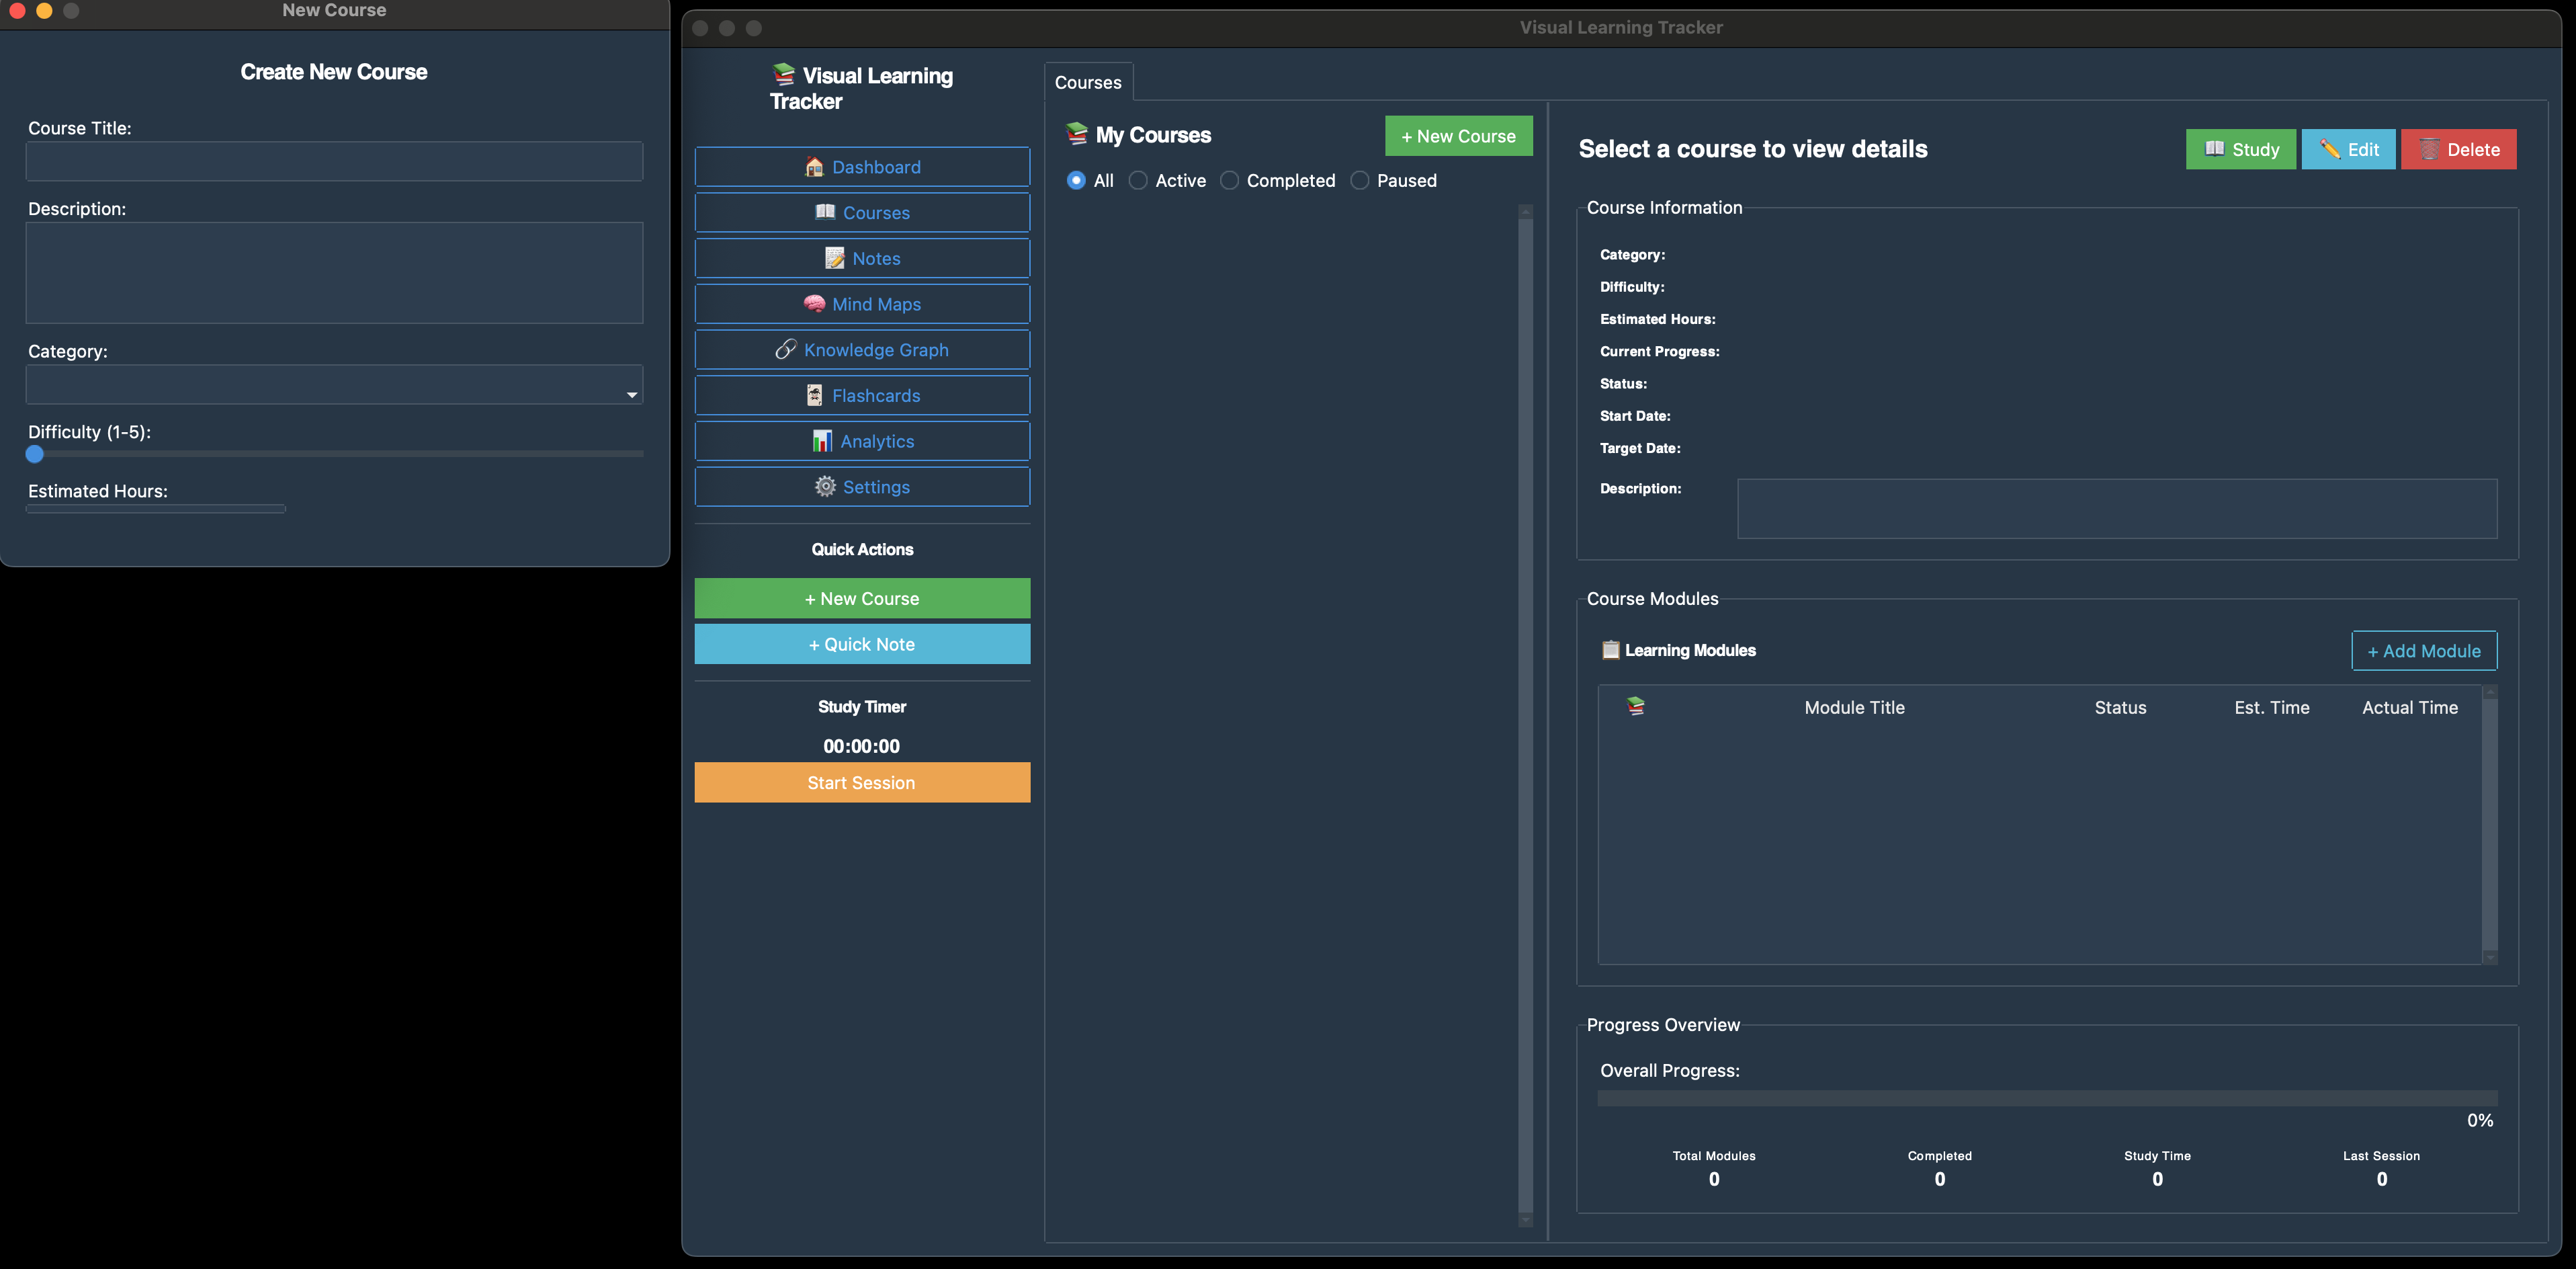 New Course
Create New Course
Course Title:
Description:
Category:
Difficulty (1-5):
Estimated Hours:
Visual Learning Tracker
Visual Learning
Tracker
Dashboard
Courses
Notes
Mind Maps
Knowledge Graph
Flashcards
Analytics
Settings
Quick Actions
+ New Course
+ Quick Note
Study Timer
00:00:00
Start Session
Courses
My Courses
+ New Course
All Active Completed Paused
Select a course to view details
Study
Edit
Delete
Course Information
Category:
Difficulty:
Estimated Hours:
Current Progress:
Status:
Start Date:
Target Date:
Description:
Course Modules
Learning Modules
+ Add Module
Module Title Status Est. Time Actual Time
Progress Overview
Overall Progress:
0%
Total Modules Completed Study Time Last Session
0 0 0 0